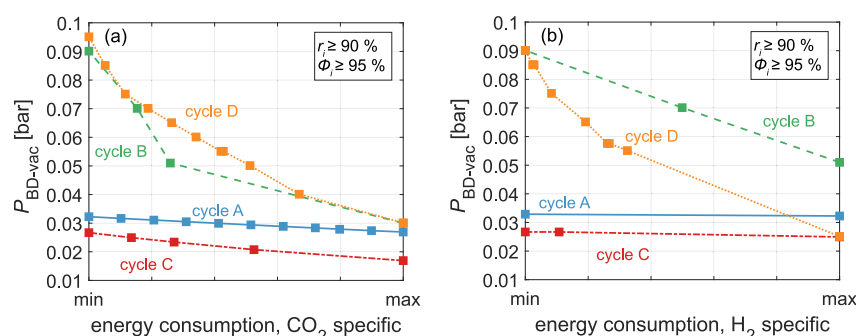 0.1
0.09
0.08
0.07
0.06
0.05
0.04
0.03
0.02
0.01
P_BD-vac [bar]
(a)
r_i ≥ 90 %
Φ_i ≥ 95 %
cycle D
cycle B
cycle A
cycle C
min max
energy consumption, CO₂ specific
0.1
0.09
0.08
0.07
0.06
0.05
0.04
0.03
0.02
0.01
P_BD-vac [bar]
(b)
r_i ≥ 90 %
Φ_i ≥ 95 %
cycle B
cycle D
cycle A
cycle C
min max
energy consumption, H₂ specific